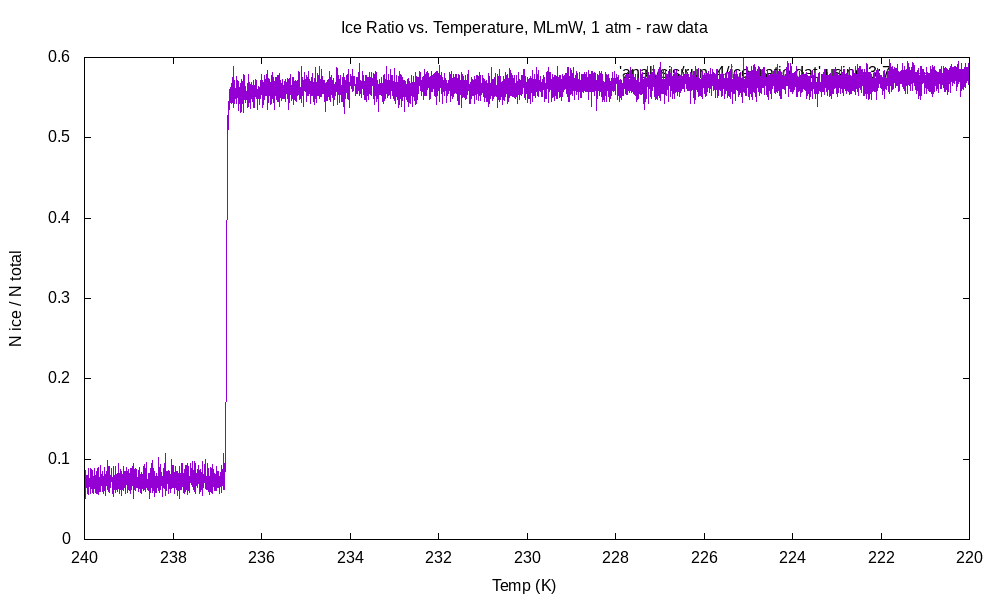 Ice Ratio vs. Temperature, MLmW, 1 atm - raw data
0.6
0.5
0.4
0.3
0.2
0.1
0
N ice / N total
240 238 236 234 232 230 228 226 224 222 220
Temp (K)